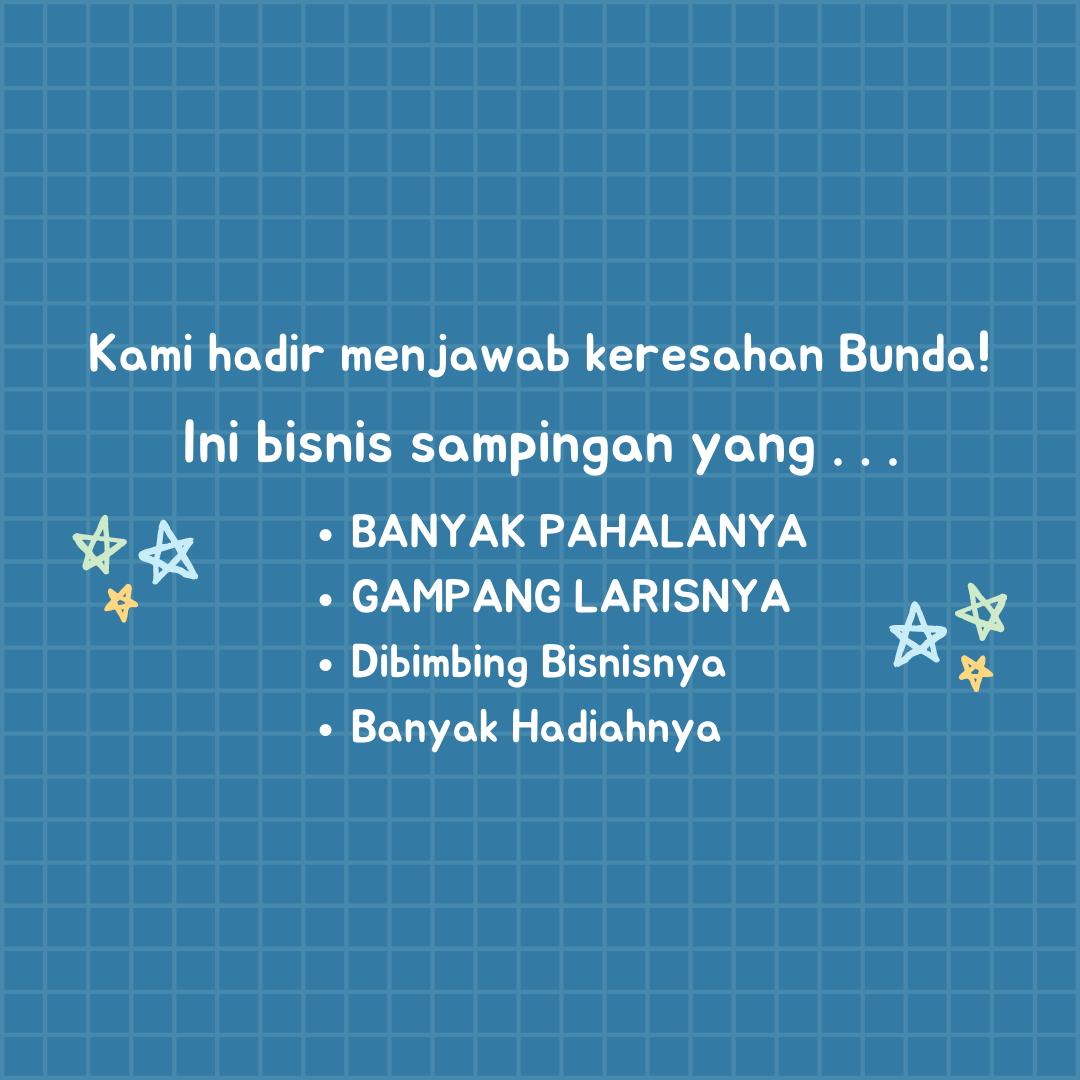 Kami hadir menjawab keresahan Bunda!
Ini bisnis sampingan yang . . .
• BANYAK PAHALANYA
• GAMPANG LARISNYA
• Dibimbing Bisnisnya
• Banyak Hadiahnya